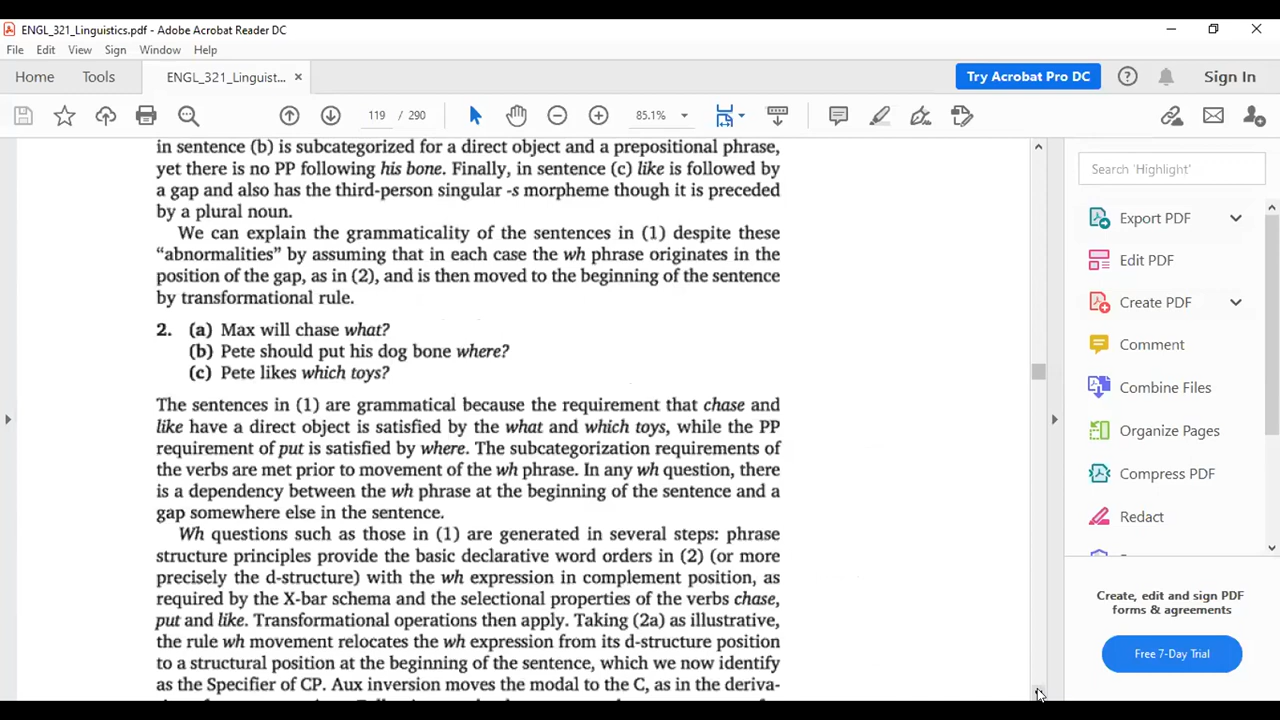 ENGL_321_Linguistics.pdf - Adobe Acrobat Reader DC
File Edit View Sign Window Help
Home Tools ENGL_321_Linguist... × Try Acrobat Pro DC Sign In
119 / 290 85.1%
in sentence (b) is subcategorized for a direct object and a prepositional phrase,
yet there is no PP following his bone. Finally, in sentence (c) like is followed by
a gap and also has the third-person singular -s morpheme though it is preceded
by a plural noun.
We can explain the grammaticality of the sentences in (1) despite these
“abnormalities” by assuming that in each case the wh phrase originates in the
position of the gap, as in (2), and is then moved to the beginning of the sentence
by transformational rule.
2. (a) Max will chase what?
(b) Pete should put his dog bone where?
(c) Pete likes which toys?
The sentences in (1) are grammatical because the requirement that chase and
like have a direct object is satisfied by the what and which toys, while the PP
requirement of put is satisfied by where. The subcategorization requirements of
the verbs are met prior to movement of the wh phrase. In any wh question, there
is a dependency between the wh phrase at the beginning of the sentence and a
gap somewhere else in the sentence.
Wh questions such as those in (1) are generated in several steps: phrase
structure principles provide the basic declarative word orders in (2) (or more
precisely the d-structure) with the wh expression in complement position, as
required by the X-bar schema and the selectional properties of the verbs chase,
put and like. Transformational operations then apply. Taking (2a) as illustrative,
the rule wh movement relocates the wh expression from its d-structure position
to a structural position at the beginning of the sentence, which we now identify
as the Specifier of CP. Aux inversion moves the modal to the C, as in the deriva-
Search 'Highlight'
Export PDF
Edit PDF
Create PDF
Comment
Combine Files
Organize Pages
Compress PDF
Redact
Create, edit and sign PDF
forms & agreements
Free 7-Day Trial